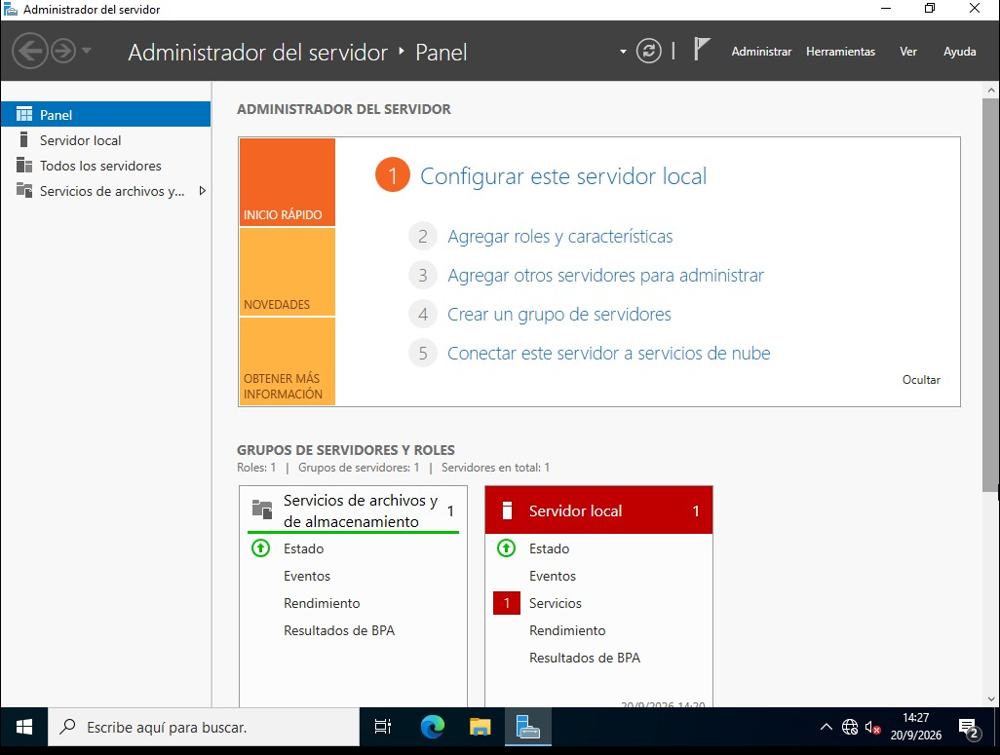 Administrador del servidor
Administrador del servidor ‣ Panel
Administrar Herramientas Ver Ayuda
Panel
Servidor local
Todos los servidores
Servicios de archivos y...
ADMINISTRADOR DEL SERVIDOR
INICIO RÁPIDO
NOVEDADES
OBTENER MÁS
INFORMACIÓN
1 Configurar este servidor local
2 Agregar roles y características
3 Agregar otros servidores para administrar
4 Crear un grupo de servidores
5 Conectar este servidor a servicios de nube
Ocultar
GRUPOS DE SERVIDORES Y ROLES
Roles: 1 | Grupos de servidores: 1 | Servidores en total: 1
Servicios de archivos y
de almacenamiento 1
Estado
Eventos
Rendimiento
Resultados de BPA
Servidor local 1
Estado
Eventos
1 Servicios
Rendimiento
Resultados de BPA
20/9/2026 14:20
Escribe aquí para buscar.
14:27
20/9/2026
2